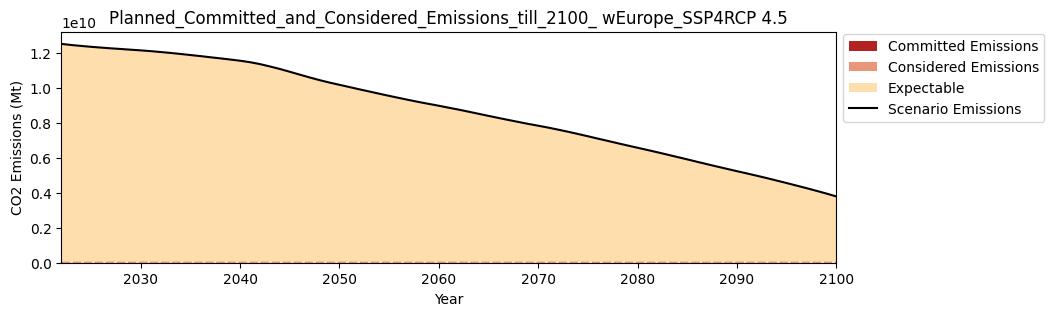 Planned_Committed_and_Considered_Emissions_till_2100_ wEurope_SSP4RCP 4.5
1e10
Committed Emissions
Considered Emissions
Expectable
Scenario Emissions
CO2 Emissions (Mt)
1.2
1.0
0.8
0.6
0.4
0.2
0.0
2030 2040 2050 2060 2070 2080 2090 2100
Year